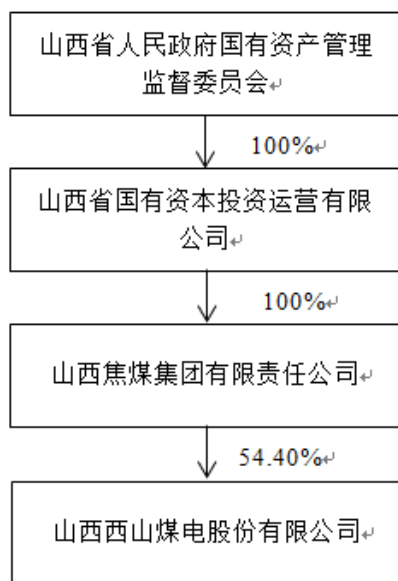 山西省人民政府国有资产管理
监督委员会↵
100%↵
山西省国有资本投资运营有限
公司↵
100%↵
山西焦煤集团有限责任公司↵
54.40%↵
山西西山煤电股份有限公司↵